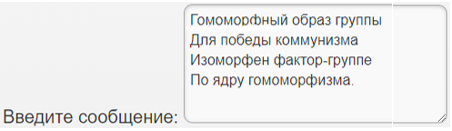 Гомоморфный образ группы
Для победы коммунизма
Изоморфен фактор-группе
По ядру гомоморфизма.
Введите сообщение: